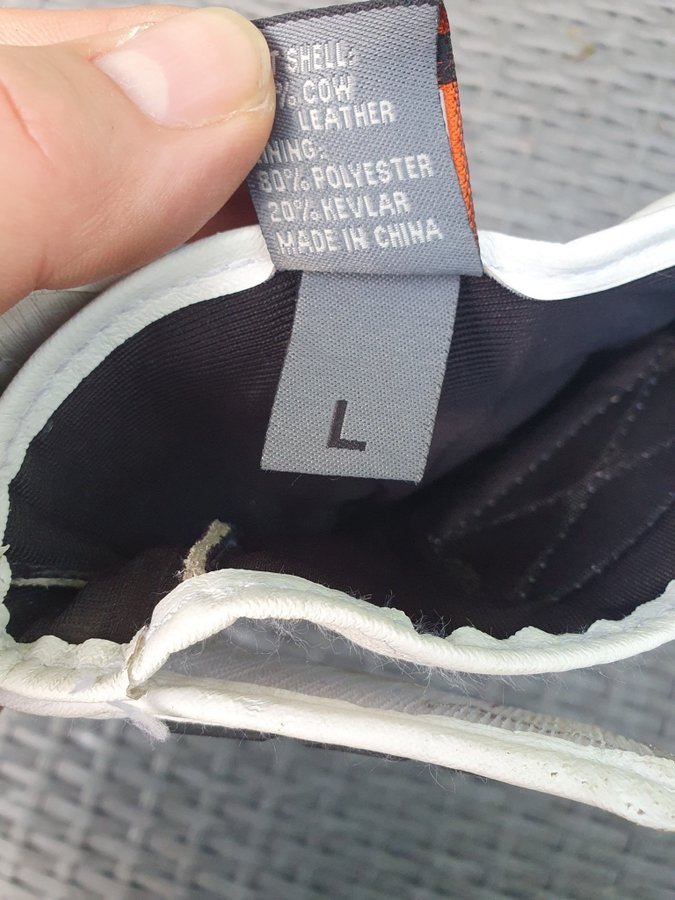 SHELL:
% COW
LEATHER
80% POLYESTER
20% KEVLAR
MADE IN CHINA
L